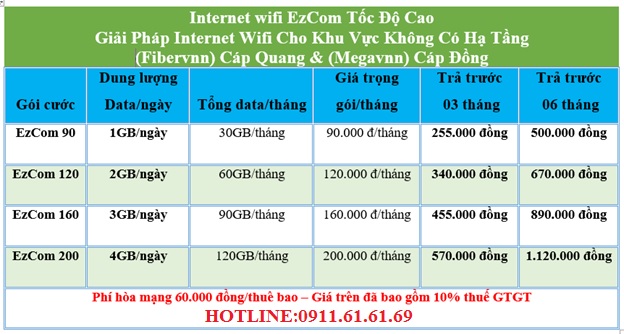 Internet wifi EzCom Tốc Độ Cao
Giải Pháp Internet Wifi Cho Khu Vực Không Có Hạ Tầng
(Fibervnn) Cáp Quang & (Megavnn) Cáp Đồng
Gói cước Dung lượng Data/ngày Tổng data/tháng Giá trọng gói/tháng Trả trước 03 tháng Trả trước 06 tháng
EzCom 90 1GB/ngày 30GB/tháng 90.000 đ/tháng 255.000 đồng 500.000 đồng
EzCom 120 2GB/ngày 60GB/tháng 120.000 đ/tháng 340.000 đồng 670.000 đồng
EzCom 160 3GB/ngày 90GB/tháng 160.000 đ/tháng 455.000 đồng 890.000 đồng
EzCom 200 4GB/ngày 120GB/tháng 200.000 đ/tháng 570.000 đồng 1.120.000 đồng
Phí hòa mạng 60.000 đồng/thuê bao – Giá trên đã bao gồm 10% thuế GTGT
HOTLINE:0911.61.61.69